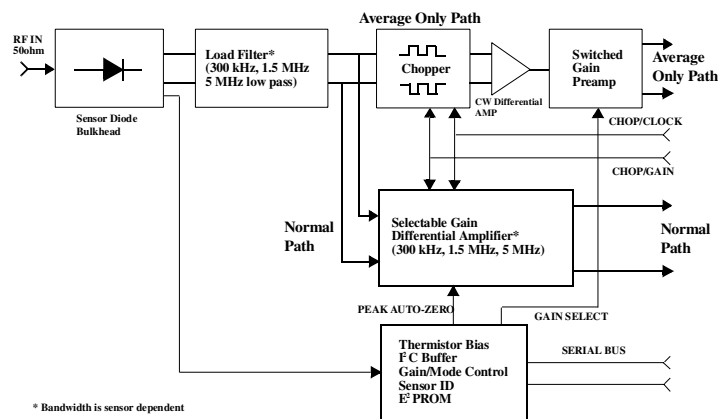 Average Only Path
RF IN
50ohm
Load Filter*
(300 kHz, 1.5 MHz
5 MHz low pass)
Chopper
Switched
Gain
Preamp
Average
Only Path
CW Differential
AMP
Sensor Diode
Bulkhead
CHOP/CLOCK
CHOP/GAIN
Normal
Path
Selectable Gain
Differential Amplifier*
(300 kHz, 1.5 MHz, 5 MHz)
Normal
Path
PEAK AUTO-ZERO
GAIN SELECT
Thermistor Bias
I²C Buffer
Gain/Mode Control
Sensor ID
E² PROM
SERIAL BUS
* Bandwidth is sensor dependent